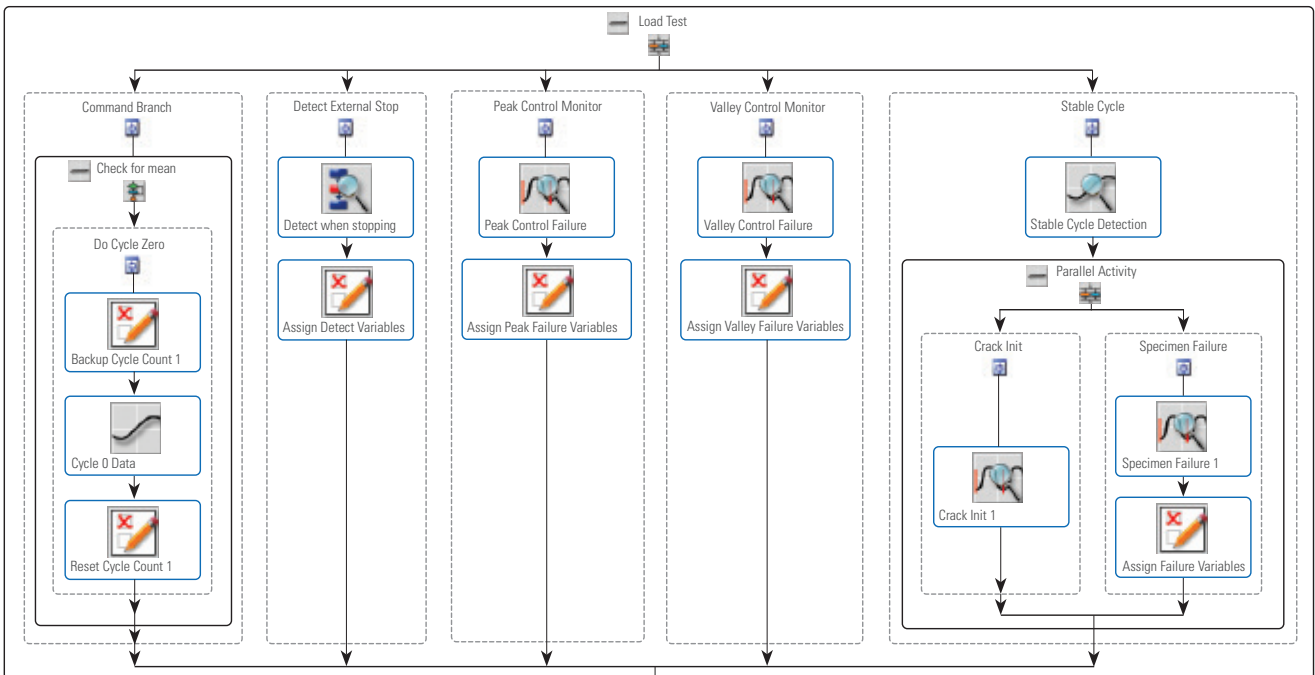 Load Test
Command Branch
Detect External Stop
Peak Control Monitor
Valley Control Monitor
Stable Cycle
Check for mean
Detect when stopping
Peak Control Failure
Valley Control Failure
Stable Cycle Detection
Do Cycle Zero
Parallel Activity
Assign Detect Variables
Assign Peak Failure Variables
Assign Valley Failure Variables
Crack Init
Specimen Failure
Backup Cycle Count 1
Cycle 0 Data
Specimen Failure 1
Crack Init 1
Reset Cycle Count 1
Assign Failure Variables